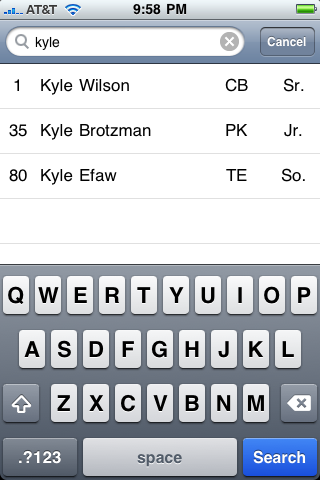 AT&T 9:58 PM
kyle Cancel
1 Kyle Wilson CB Sr.
35 Kyle Brotzman PK Jr.
80 Kyle Efaw TE So.
Q W E R T Y U I O P
A S D F G H J K L
Z X C V B N M
.?123 space Search